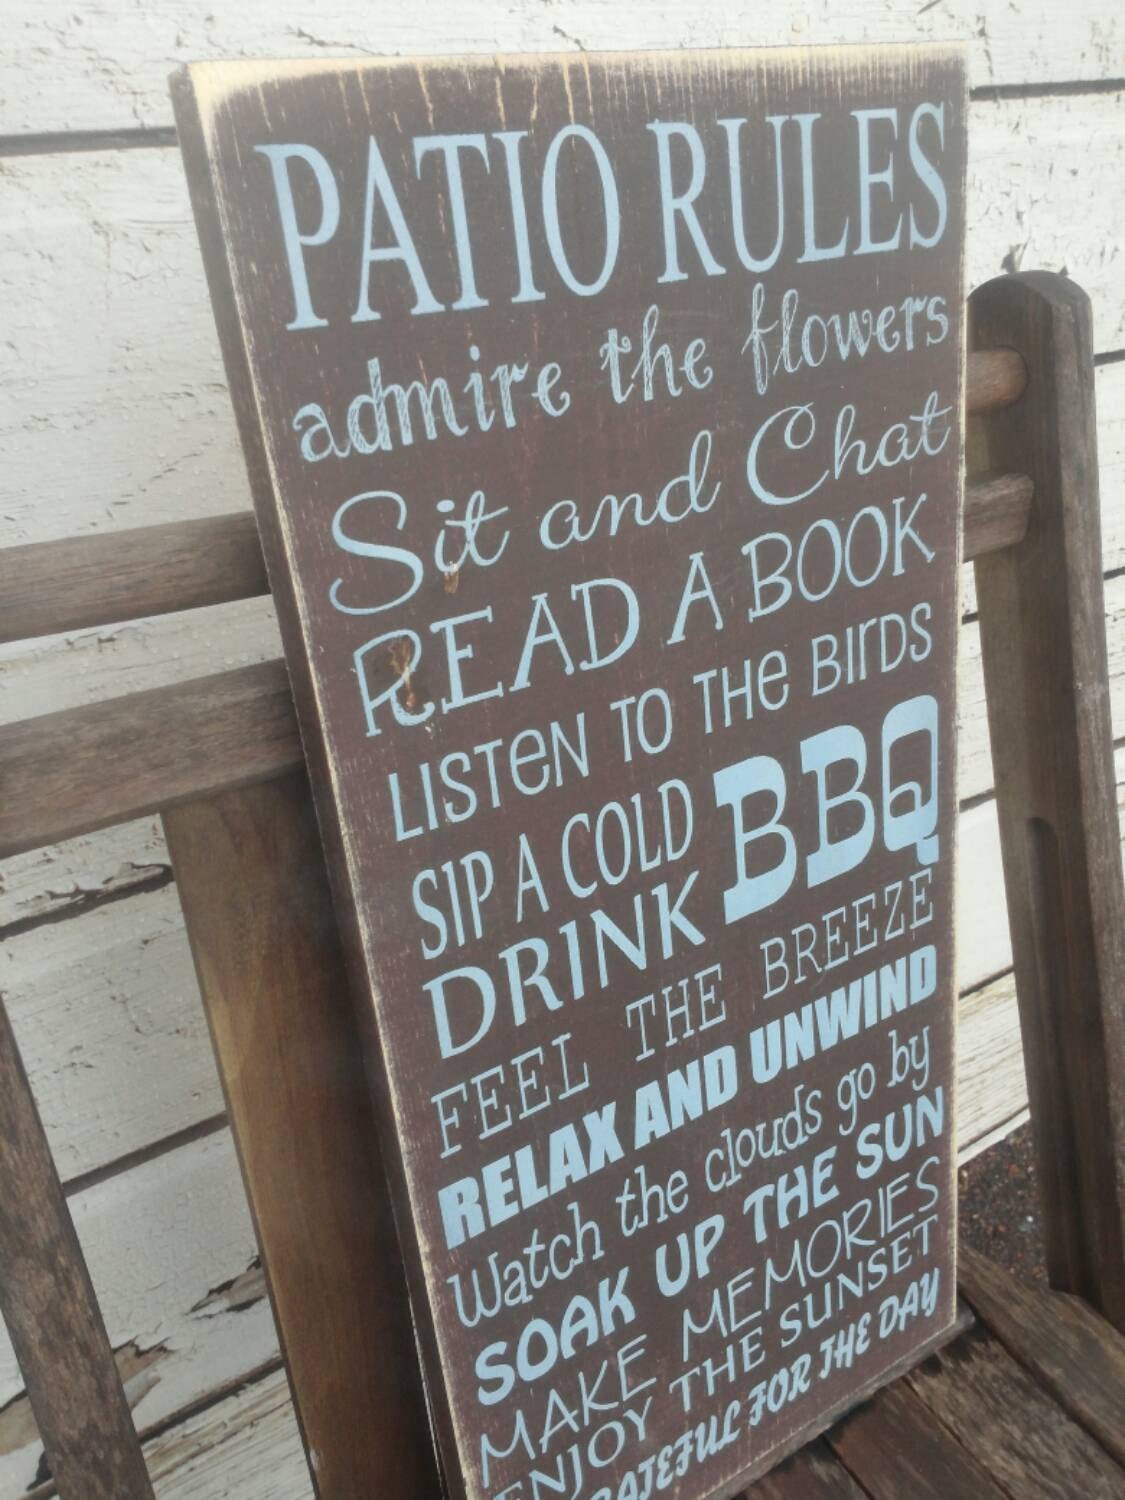 PATIO RULES
admire the flowers
Sit and Chat
READ A BOOK
LISTeN TO THe BIrDS
SIP A COLD
DRINK BBQ
FEEL THE BREEZE
RELAX AND UNWIND
Watch the clouds go by
SOAK UP THE SUN
MAKE MEMORIES
ENJOY THE SUNSET
FOR THE DAY